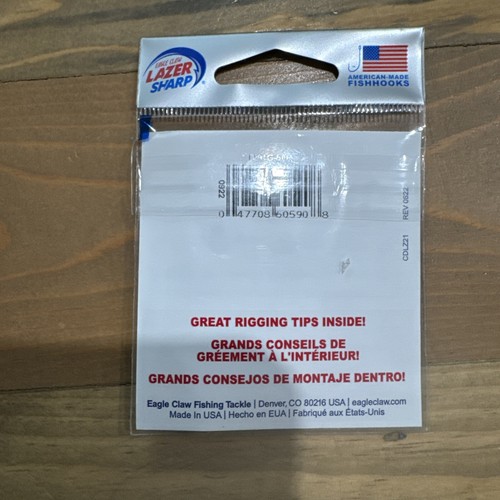 EAGLE CLAW
LAZER
SHARP
AMERICAN-MADE
FISHHOOKS
0922
0 47708 60590 8
CDLZ21 REV 0922
GREAT RIGGING TIPS INSIDE!
GRANDS CONSEILS DE
GRÉEMENT À L'INTÉRIEUR!
GRANDS CONSEJOS DE MONTAJE DENTRO!
Eagle Claw Fishing Tackle | Denver, CO 80216 USA | eagleclaw.com
Made In USA | Hecho en EUA | Fabriqué aux États-Unis